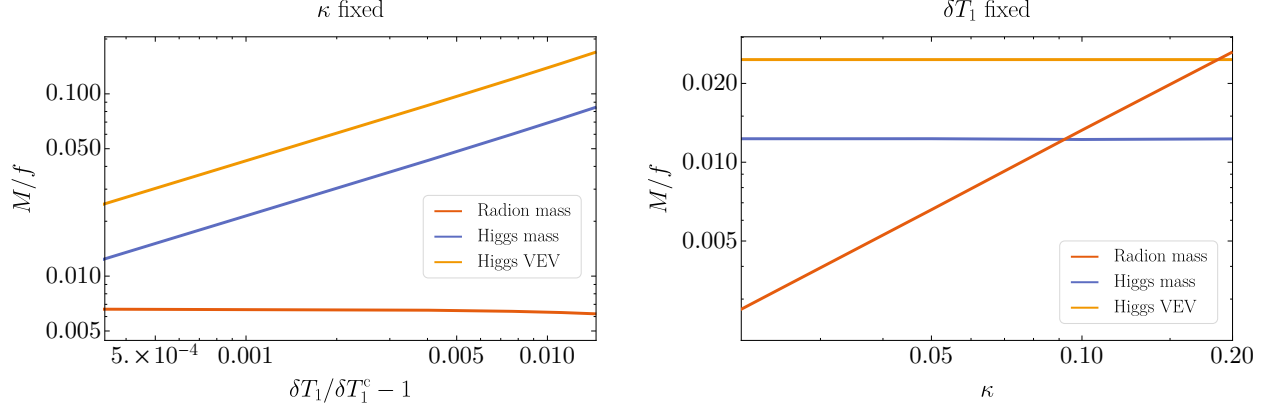 κ fixed
M/f
0.100
0.050
0.010
0.005
5.×10⁻⁴
0.001
0.005
0.010
δT₁/δT₁ᶜ − 1
Radion mass
Higgs mass
Higgs VEV
δT₁ fixed
M/f
0.020
0.010
0.005
0.05
0.10
0.20
κ
Radion mass
Higgs mass
Higgs VEV